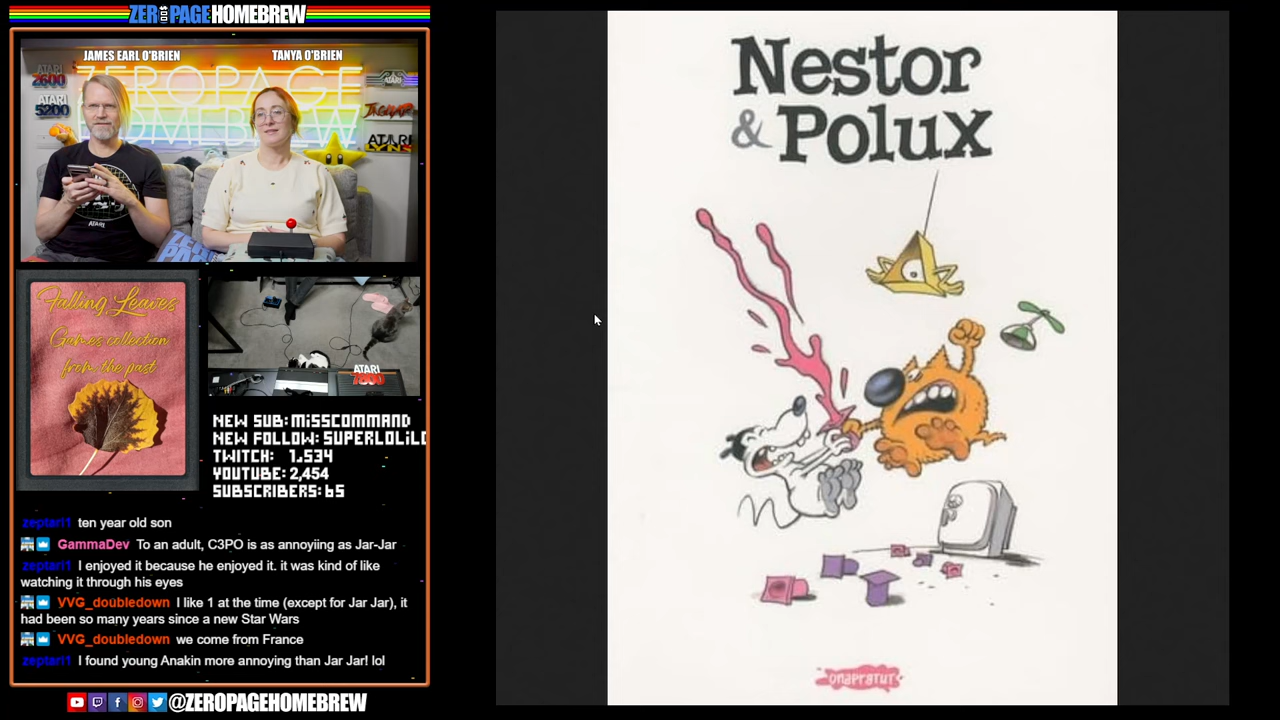 ZEROPAGEHOMEBREW
JAMES EARL O'BRIEN
TANYA O'BRIEN
ATARI
2600
ATARI
5200
ZEROPAGE
HOMEBREW
ATARI
JAGUAR
ATARI
LYNX
ATARI
Falling Leaves
Games collection
from the past
ATARI
7800
NEW SUB: MISSCOMMAND
NEW FOLLOW: SUPERLOLILO
TWITCH: 1,534
YOUTUBE: 2,454
SUBSCRIBERS: 65
zeptari1 ten year old son
GammaDev To an adult, C3PO is as annoyiing as Jar-Jar
zeptari1 I enjoyed it because he enjoyed it. it was kind of like
watching it through his eyes
VVG_doubledown I like 1 at the time (except for Jar Jar), it
had been so many years since a new Star Wars
VVG_doubledown we come from France
zeptari1 I found young Anakin more annoying than Jar Jar! lol
@ZEROPAGEHOMEBREW
Nestor
& Polux
onapratut